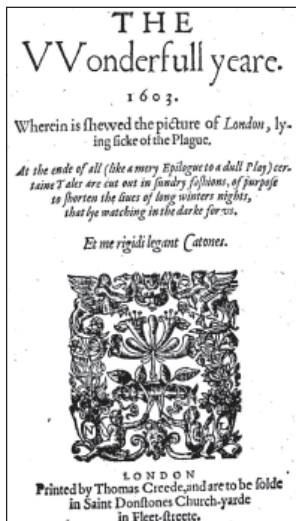 THE
VVonderfull yeare.
1603.
Wherein is shewed the picture of London, ly-
ing sicke of the Plague.
At the ende of all (like a mery Epilogue to a dull Play) cer-
taine Tales are cut out in sundry fashions, of purpose
to shorten the liues of long winters nights,
that lye watching in the darke for vs.
Et me rigidi legant Catones.
LONDON
Printed by Thomas Creede, and are to be solde
in Saint Donstones Church-yarde
in Fleet-streete.